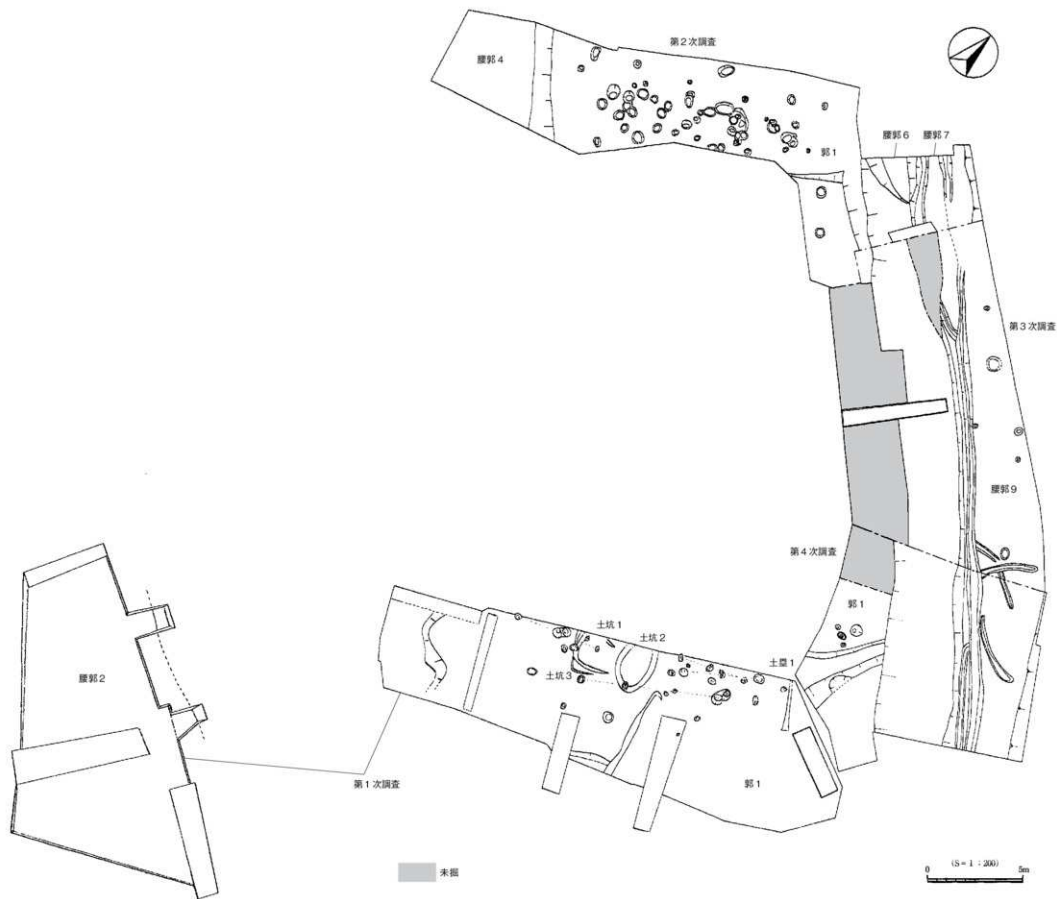 第2次調査
腰郭4
郭1
腰郭6
腰郭7
第3次調査
腰郭9
第4次調査
郭1
土坑1
土坑2
土塁1
土坑3
腰郭2
第1次調査
郭1
未掘
(S=1:200)
0
5m